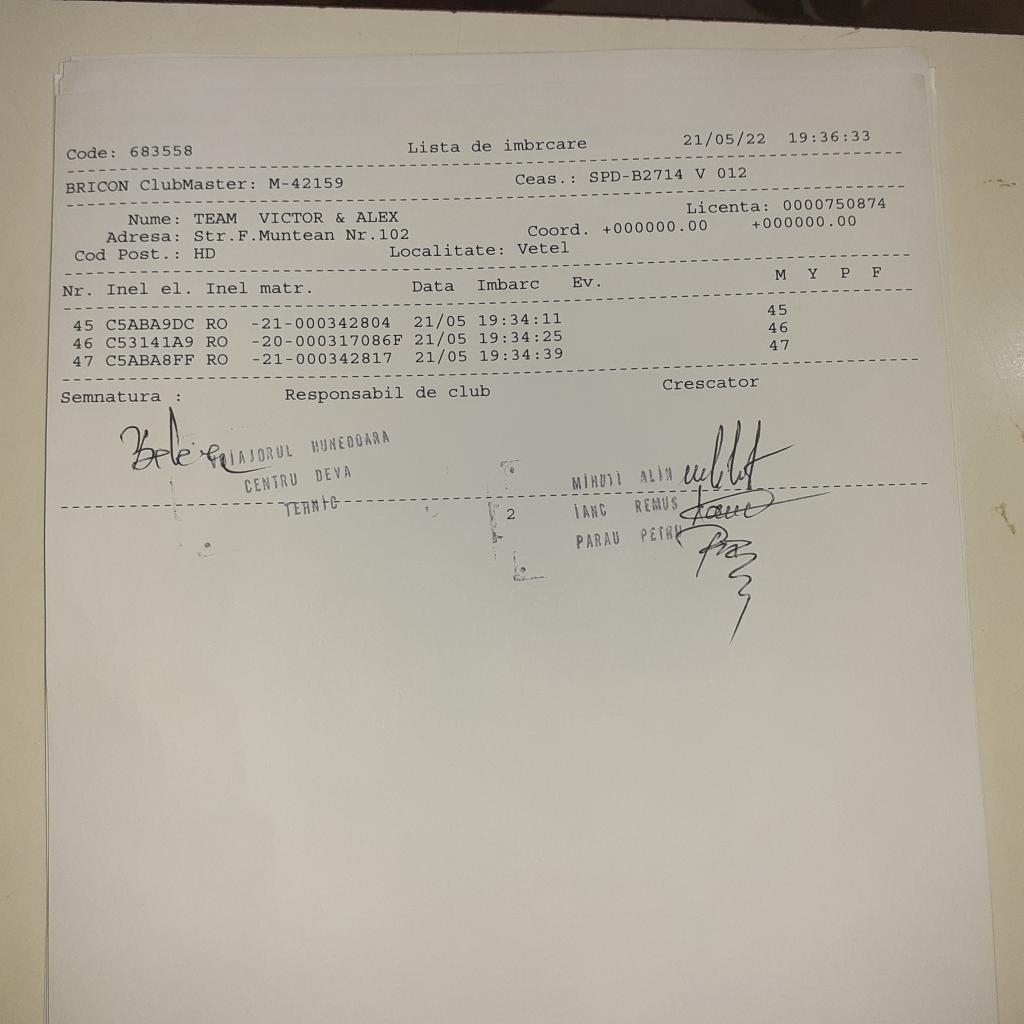 Code: 683558 Lista de imbrcare 21/05/22 19:36:33
BRICON ClubMaster: M-42159 Ceas.: SPD-B2714 V 012
Nume: TEAM VICTOR & ALEX Licenta: 0000750874
Adresa: Str.F.Muntean Nr.102 Coord. +000000.00 +000000.00
Cod Post.: HD Localitate: Vetel
Nr. Inel el. Inel matr. Data Imbarc Ev. M Y P F
45 C5ABA9DC RO -21-000342804 21/05 19:34:11 45
46 C53141A9 RO -20-000317086F 21/05 19:34:25 46
47 C5ABA8FF RO -21-000342817 21/05 19:34:39 47
Semnatura : Responsabil de club Crescator
HUNEDOARA
CENTRU DEVA
MIHUTI ALIN
IANC REMUS
2
PARAU PETRU